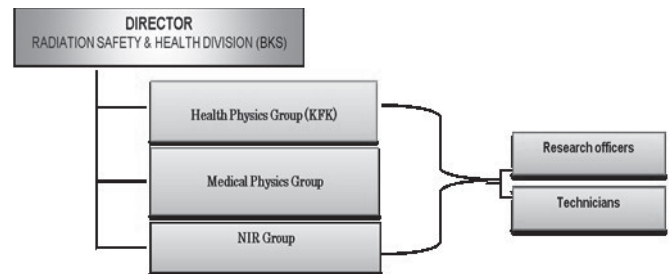 DIRECTOR
RADIATION SAFETY & HEALTH DIVISION (BKS)
Health Physics Group (KFK)
Medical Physics Group
NIR Group
Research officers
Technicians